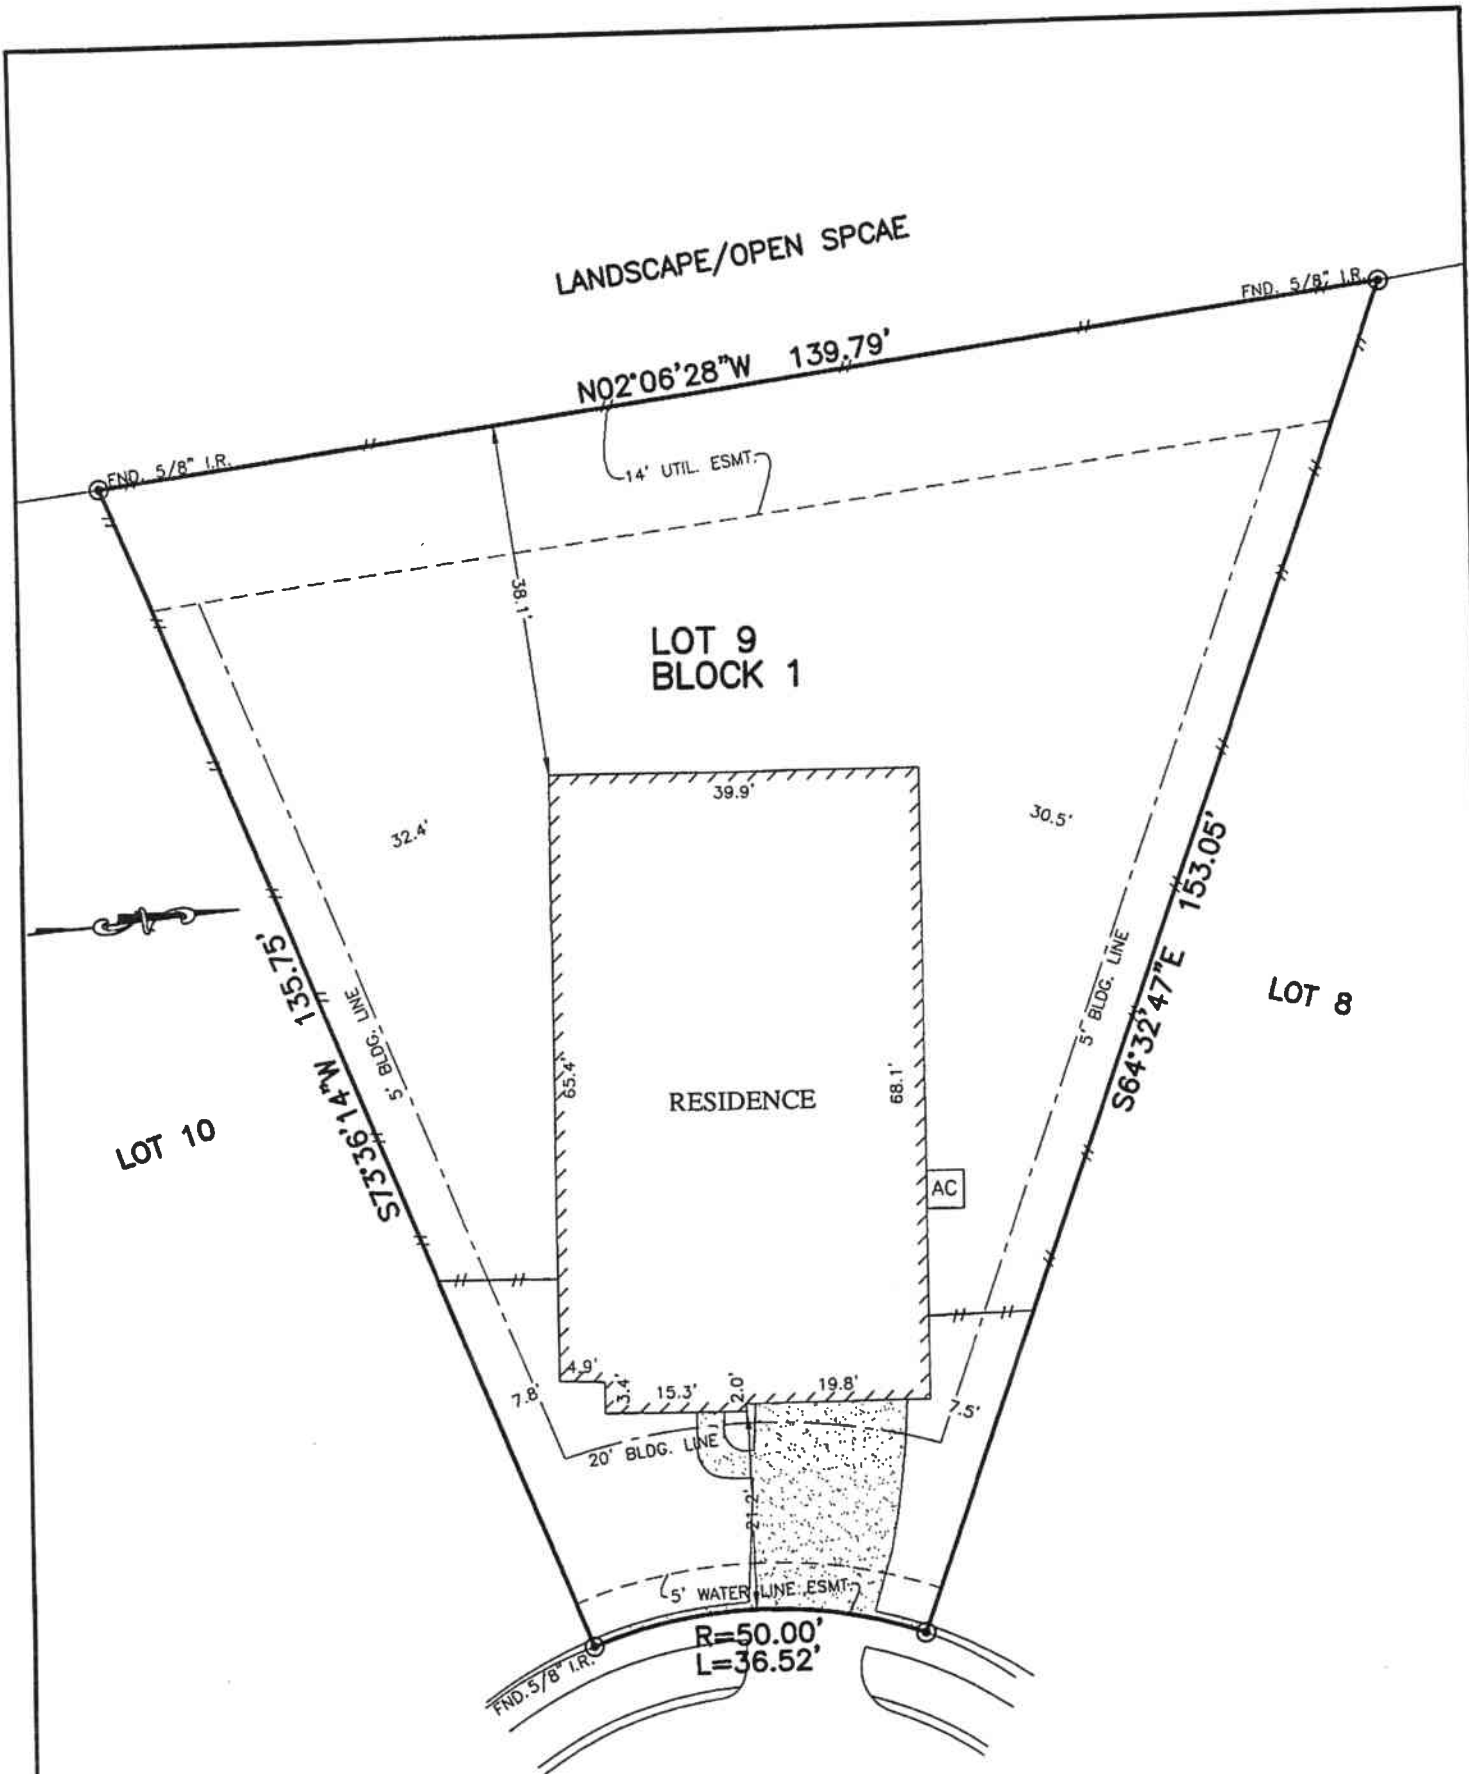 LANDSCAPE/OPEN SPCAE
FND. 5/8" I.R.
N02°06'28"W 139.79'
FND. 5/8" I.R.
14' UTIL. ESMT.
38.1'
LOT 9
BLOCK 1
39.9'
32.4'
30.5'
S73°36'14"W 135.75'
5' BLDG. LINE
65.4'
RESIDENCE
68.1'
5' BLDG. LINE
S64°32'47"E 153.05'
LOT 8
LOT 10
AC
4.9'
3.4'
15.3'
2.0'
19.8'
7.8'
7.5'
20' BLDG. LINE
21.2'
5' WATER LINE ESMT.
R=50.00'
L=36.52'
FND.5/8" I.R.